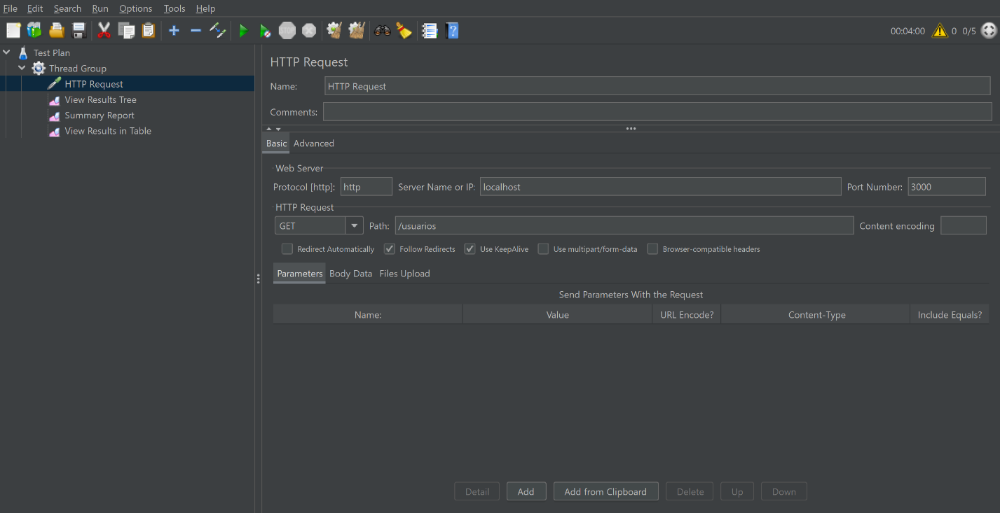 File Edit Search Run Options Tools Help
STOP 00:04:00 0 0/5
Test Plan
Thread Group
HTTP Request
View Results Tree
Summary Report
View Results in Table
HTTP Request
Name: HTTP Request
Comments:
Basic Advanced
Web Server
Protocol [http]: http Server Name or IP: localhost Port Number: 3000
HTTP Request
GET Path: /usuarios Content encoding
Redirect Automatically Follow Redirects Use KeepAlive Use multipart/form-data Browser-compatible headers
Parameters Body Data Files Upload
Send Parameters With the Request
Name: Value URL Encode? Content-Type Include Equals?
Detail Add Add from Clipboard Delete Up Down